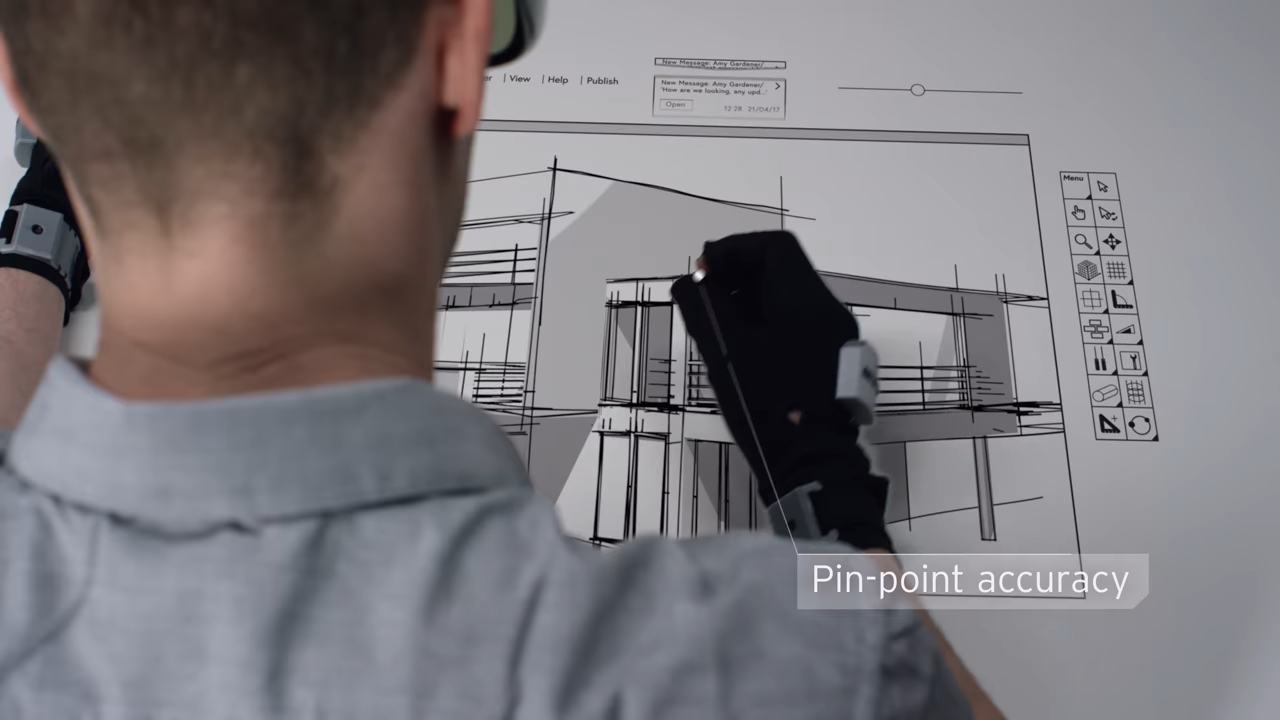 er | View | Help | Publish
New Message: Amy Gardener/
New Message: Amy Gardener/
'How are we looking, any upd...'
Open
12:28 21/04/17
Menu
Pin-point accuracy